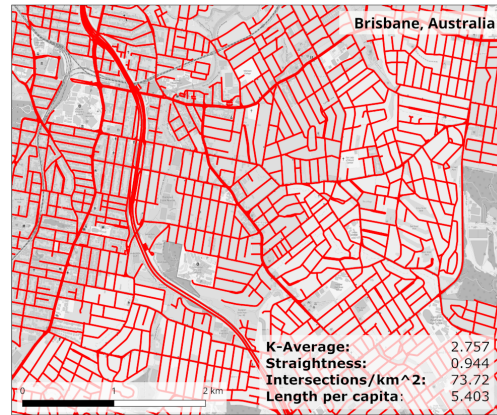 Brisbane, Australia
K-Average: 2.757
Straightness: 0.944
Intersections/km^2: 73.72
Length per capita: 5.403
0 1 2 km